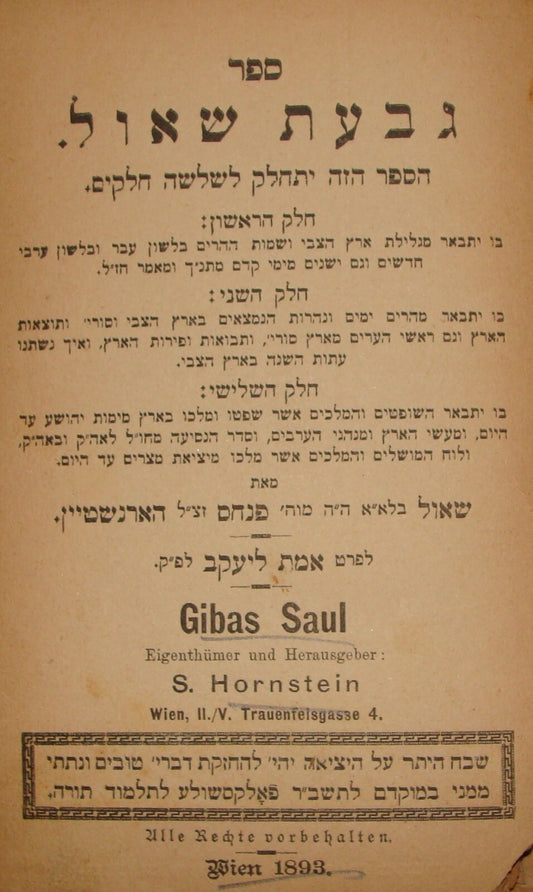 ספר
גבעת שאול.
הספר הזה יתחלק לשלשה חלקים.
חלק הראשון:
בו יתבאר מגלילת ארץ הצבי ושמות ההרים בלשון עבר ובלשון ערבי
חדשים וגם ישנים מימי קדם מתנ״ך ומאמר חז״ל.
חלק השני:
בו יתבאר מהרים ימים ונהרות הנמצאים בארץ הצבי וסורי׳ ותוצאות
הארץ וגם ראשי הערים מארץ סורי׳, ותבואות ופירות הארץ, ואיך נשתנו
עתות השנה בארץ הצבי.
חלק השלישי:
בו יתבאר השופטים והמלכים אשר שפטו ומלכו בארץ מימות יהושע עד
היום, ומעשי הארץ ומנהגי הערבים, וסדר הנסיעה מחו״ל לאה״ק ובאה״ק,
ולוח המושלים והמלכים אשר מלכו מיציאת מצרים עד היום.
מאת
שאול בלא״א ה״ה מוה׳ פנחס זצ״ל הארנשטיין.
לפרט אמת ליעקב לפ״ק.
Gibas Saul
Eigenthümer und Herausgeber:
S. Hornstein
Wien, II./V. Trauenfelsgasse 4.
שבח היתר על היציאה יהי׳ להחזקת דברי׳ טובים ונתתי
ממני במוקדם לתשב״ר פאָלקסשולע לתלמוד תורה.
Alle Rechte vorbehalten.
Wien 1893.